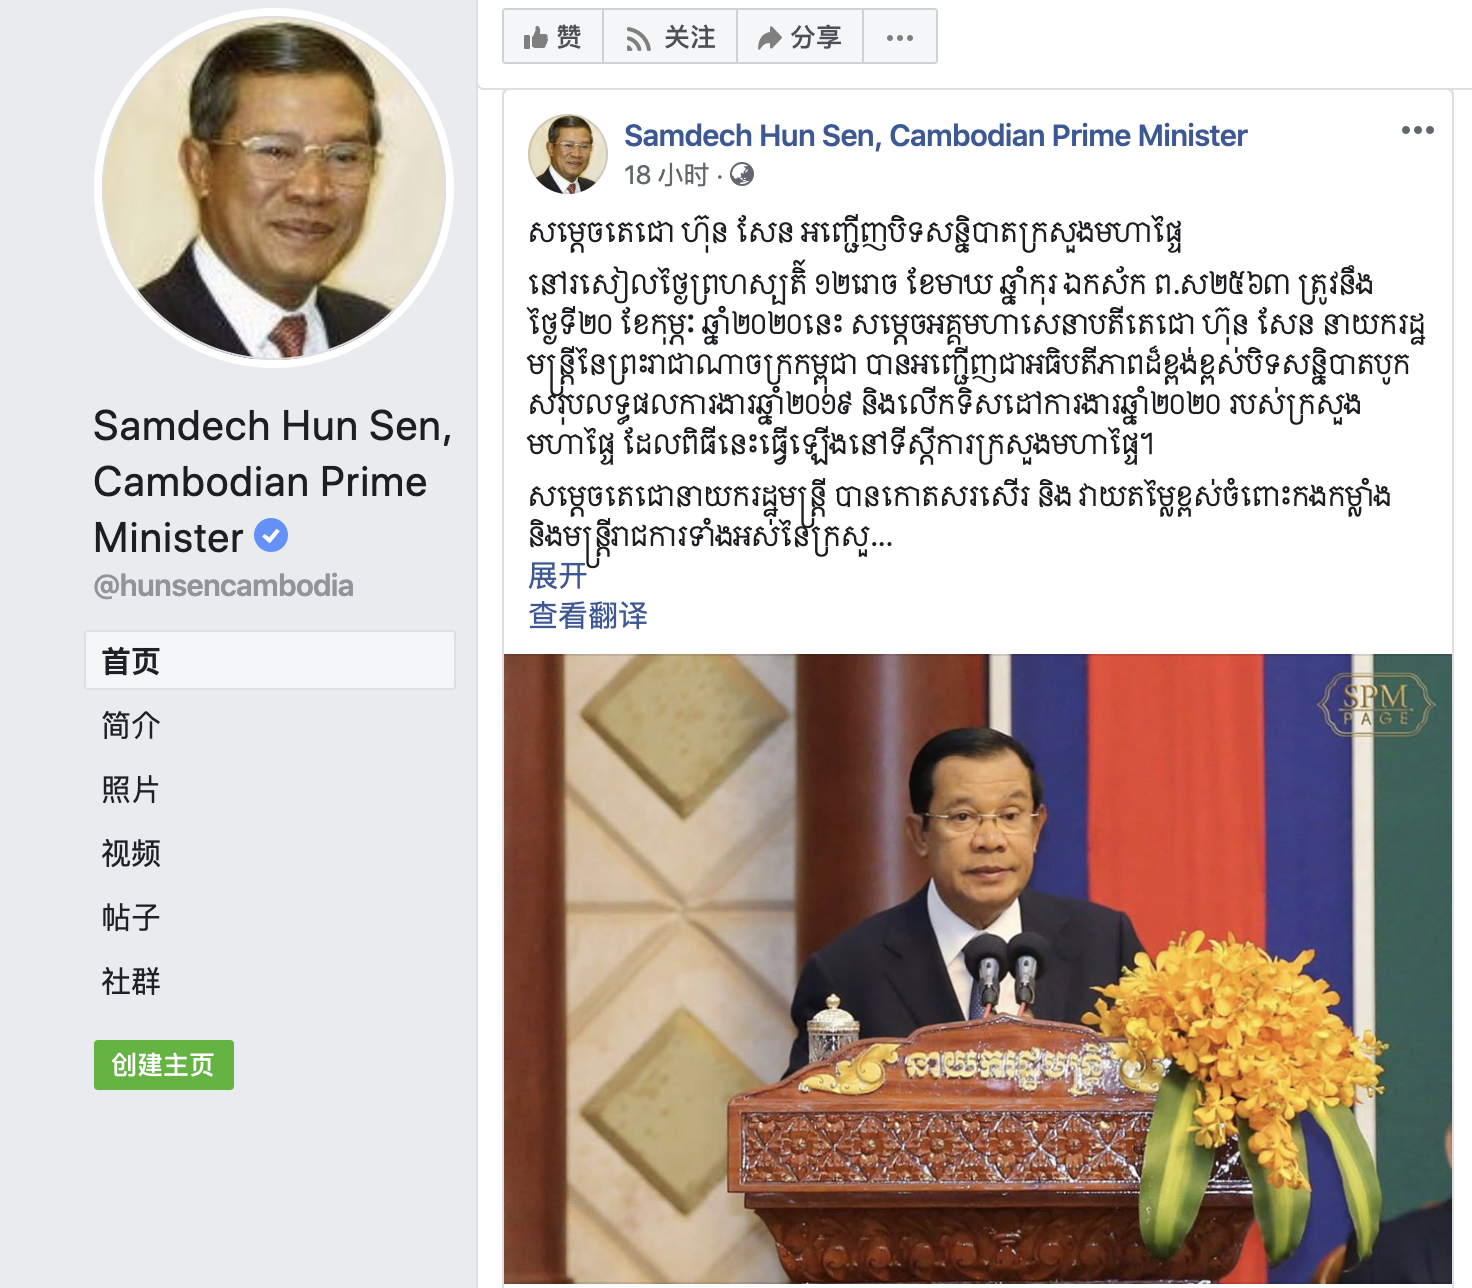 Samdech Hun Sen,
Cambodian Prime
Minister
@hunsencambodia
首页
简介
照片
视频
帖子
社群
创建主页
赞 关注 分享
Samdech Hun Sen, Cambodian Prime Minister
18 小时 ·
សម្តេចតេជោ ហ៊ុន សែន អញ្ជើញបិទសន្និបាតក្រសួងមហាផ្ទៃ
នៅរសៀលថ្ងៃព្រហស្បតិ៍ ១២រោច ខែមាឃ ឆ្នាំកុរ ឯកស័ក ព.ស២៥៦៣ ត្រូវនឹង
ថ្ងៃទី២០ ខែកុម្ភៈ ឆ្នាំ២០២០នេះ សម្តេចអគ្គមហាសេនាបតីតេជោ ហ៊ុន សែន នាយករដ្ឋ
មន្ត្រីនៃព្រះរាជាណាចក្រកម្ពុជា បានអញ្ជើញជាអធិបតីភាពដ៏ខ្ពង់ខ្ពស់បិទសន្និបាតបូក
សរុបលទ្ធផលការងារឆ្នាំ២០១៩ និងលើកទិសដៅការងារឆ្នាំ២០២០ របស់ក្រសួង
មហាផ្ទៃ ដែលពិធីនេះធ្វើឡើងនៅទីស្តីការក្រសួងមហាផ្ទៃ។
សម្តេចតេជោនាយករដ្ឋមន្ត្រី បានកោតសរសើរ និង វាយតម្លៃខ្ពស់ចំពោះកងកម្លាំង
និងមន្ត្រីរាជការទាំងអស់នៃក្រសួ...
展开
查看翻译
SPM
PAGE
នាយករដ្ឋមន្ត្រី